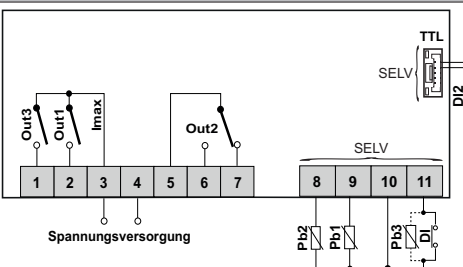 TTL
SELV
DI2
Out3
Out1
Imax
Out2
SELV
1 2 3 4 5 6 7 8 9 10 11
Spannungsversorgung
Pb2
Pb1
Pb3
DI